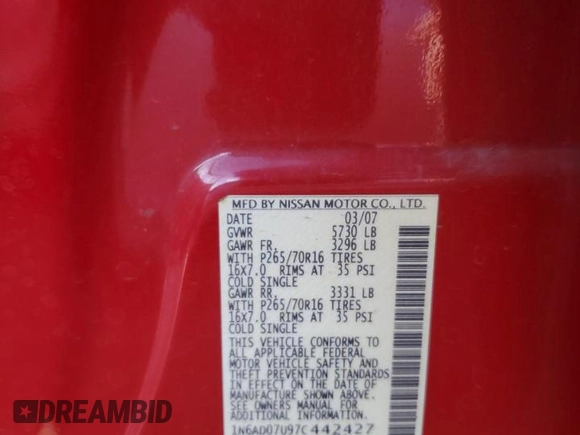 MFD BY NISSAN MOTOR CO., LTD.
DATE 03/07
GVWR 5730 LB
GAWR FR. 3296 LB
WITH P265/70R16 TIRES
16X7.0 RIMS AT 35 PSI
COLD SINGLE
GAWR RR. 3331 LB
WITH P265/70R16 TIRES
16X7.0 RIMS AT 35 PSI
COLD SINGLE
THIS VEHICLE CONFORMS TO
ALL APPLICABLE FEDERAL
MOTOR VEHICLE SAFETY AND
THEFT PREVENTION STANDARDS
IN EFFECT ON THE DATE OF
MANUFACTURE SHOWN ABOVE.
SEE OWNERS MANUAL FOR
ADDITIONAL INFORMATION.
1N6AD07U97C442427
DREAMBID